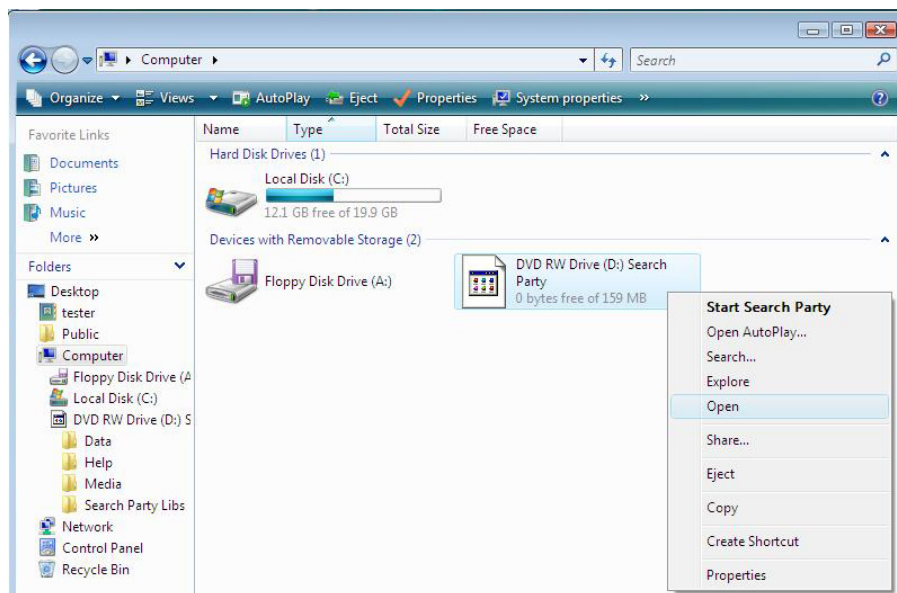 Computer
Search
Organize Views AutoPlay Eject Properties System properties »
Favorite Links
Documents
Pictures
Music
More »
Folders
Desktop
tester
Public
Computer
Floppy Disk Drive (A
Local Disk (C:)
DVD RW Drive (D:) S
Data
Help
Media
Search Party Libs
Network
Control Panel
Recycle Bin
Name Type Total Size Free Space
Hard Disk Drives (1)
Local Disk (C:)
12.1 GB free of 19.9 GB
Devices with Removable Storage (2)
Floppy Disk Drive (A:)
DVD RW Drive (D:) Search
Party
0 bytes free of 159 MB
Start Search Party
Open AutoPlay...
Search...
Explore
Open
Share...
Eject
Copy
Create Shortcut
Properties